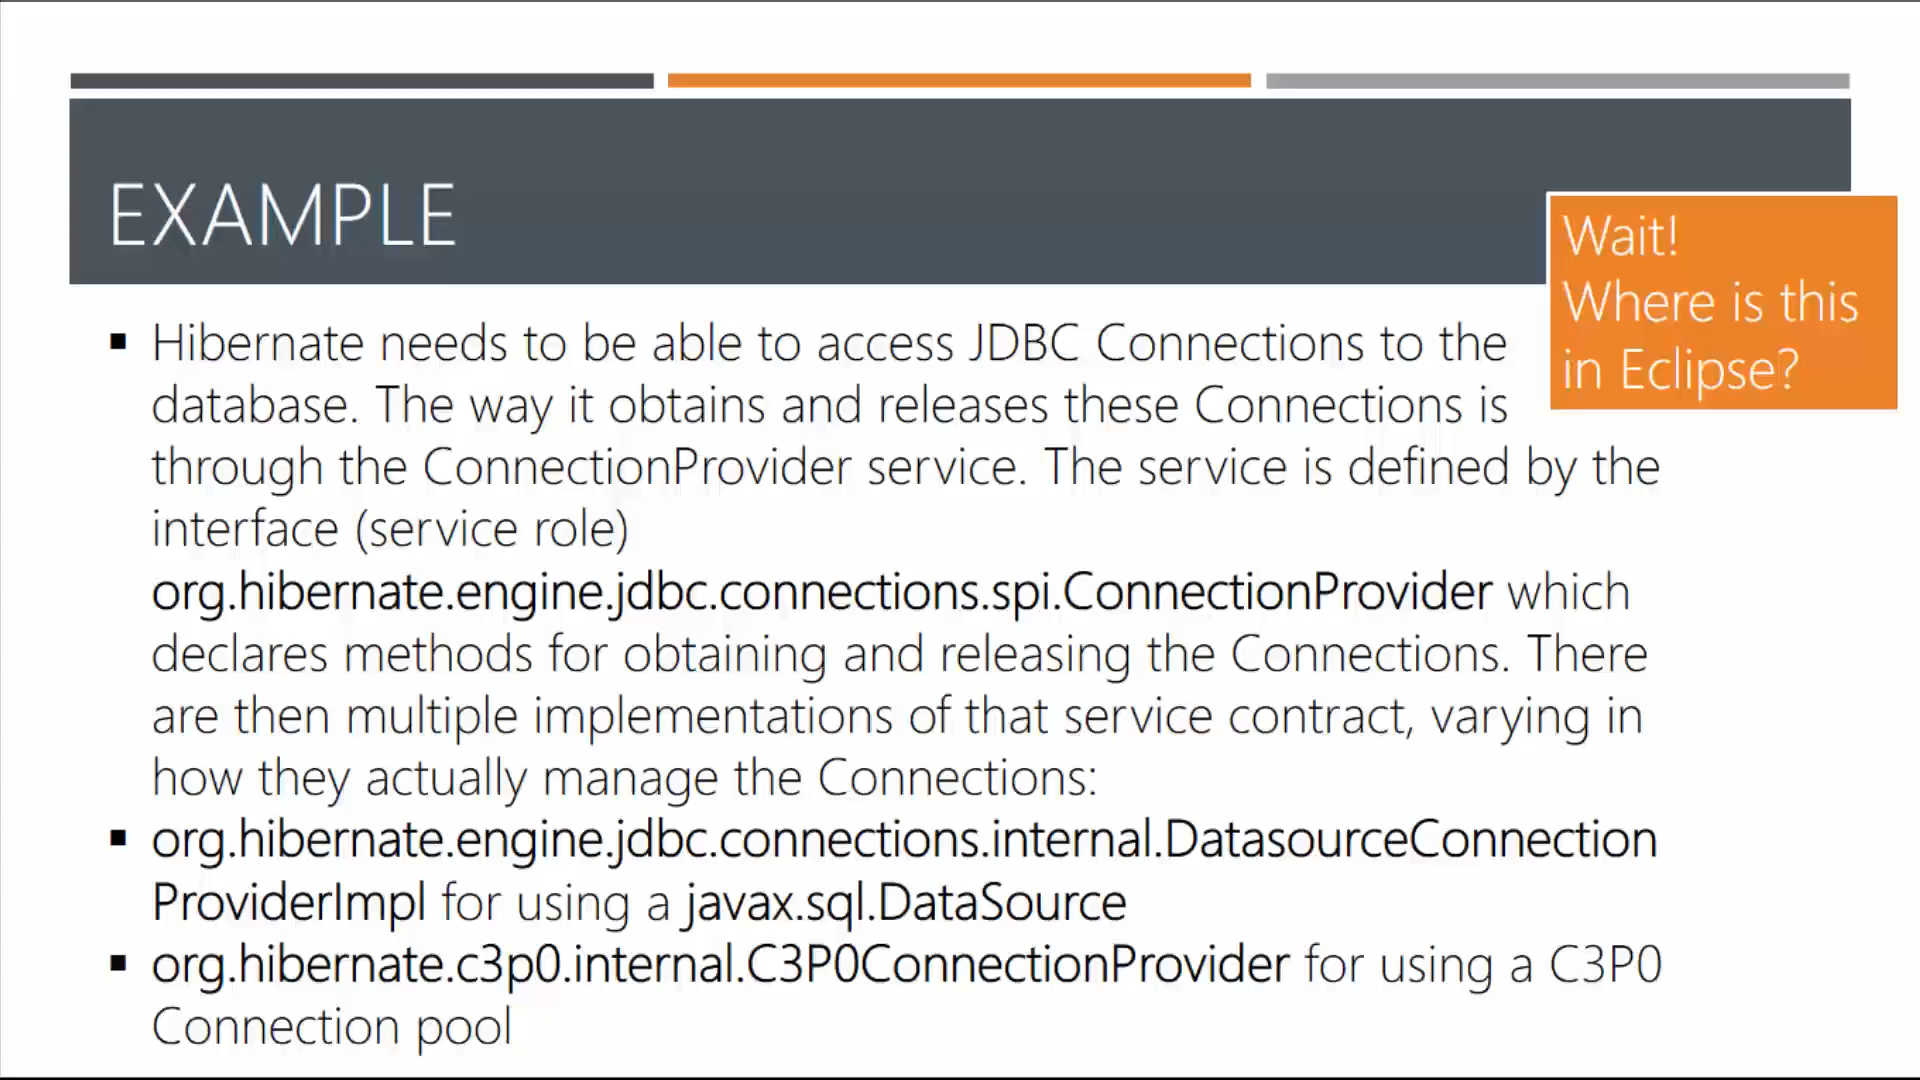 EXAMPLE
Wait!
Where is this
in Eclipse?
▪ Hibernate needs to be able to access JDBC Connections to the
database. The way it obtains and releases these Connections is
through the ConnectionProvider service. The service is defined by the
interface (service role)
org.hibernate.engine.jdbc.connections.spi.ConnectionProvider which
declares methods for obtaining and releasing the Connections. There
are then multiple implementations of that service contract, varying in
how they actually manage the Connections:
▪ org.hibernate.engine.jdbc.connections.internal.DatasourceConnection
ProviderImpl for using a javax.sql.DataSource
▪ org.hibernate.c3p0.internal.C3P0ConnectionProvider for using a C3P0
Connection pool